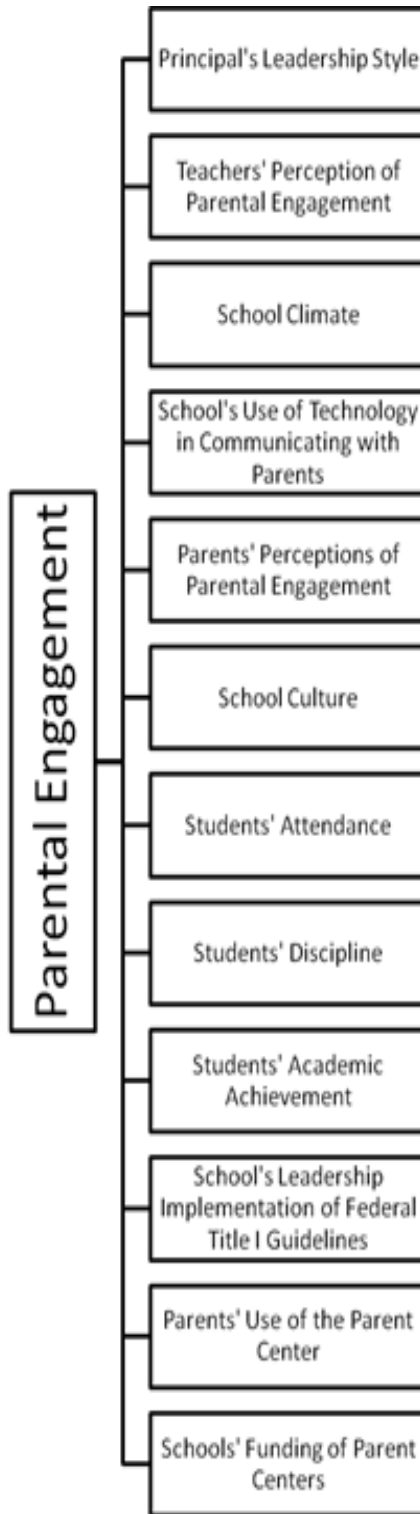 Parental Engagement
Principal's Leadership Style
Teachers' Perception of
Parental Engagement
School Climate
School's Use of Technology
in Communicating with
Parents
Parents' Perceptions of
Parental Engagement
School Culture
Students' Attendance
Students' Discipline
Students' Academic
Achievement
School's Leadership
Implementation of Federal
Title I Guidelines
Parents' Use of the Parent
Center
Schools' Funding of Parent
Centers